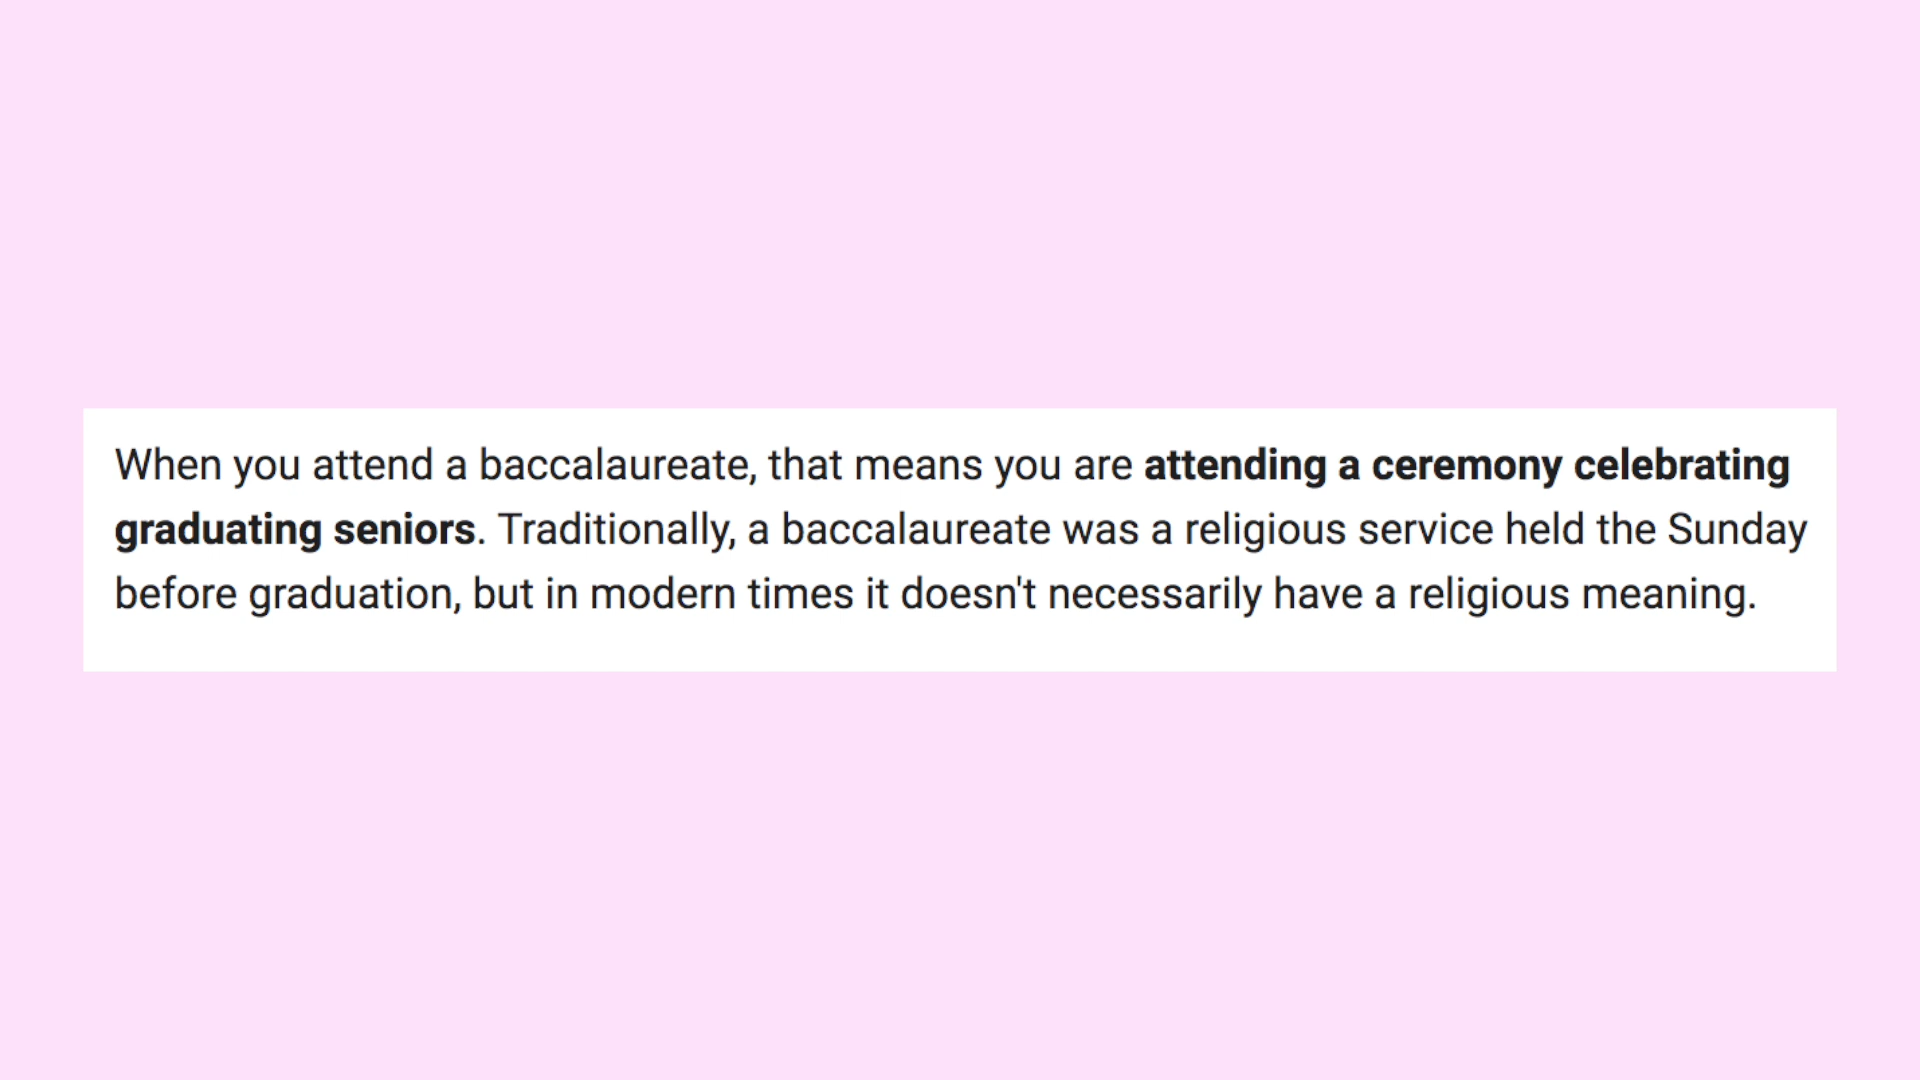 When you attend a baccalaureate, that means you are attending a ceremony celebrating
graduating seniors. Traditionally, a baccalaureate was a religious service held the Sunday
before graduation, but in modern times it doesn't necessarily have a religious meaning.